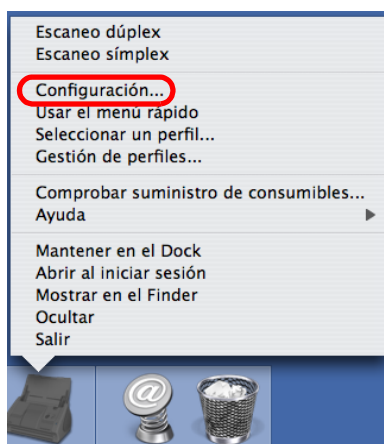 Escaneo dúplex
Escaneo símplex
Configuración...
Usar el menú rápido
Seleccionar un perfil...
Gestión de perfiles...
Comprobar suministro de consumibles...
Ayuda
Mantener en el Dock
Abrir al iniciar sesión
Mostrar en el Finder
Ocultar
Salir
@